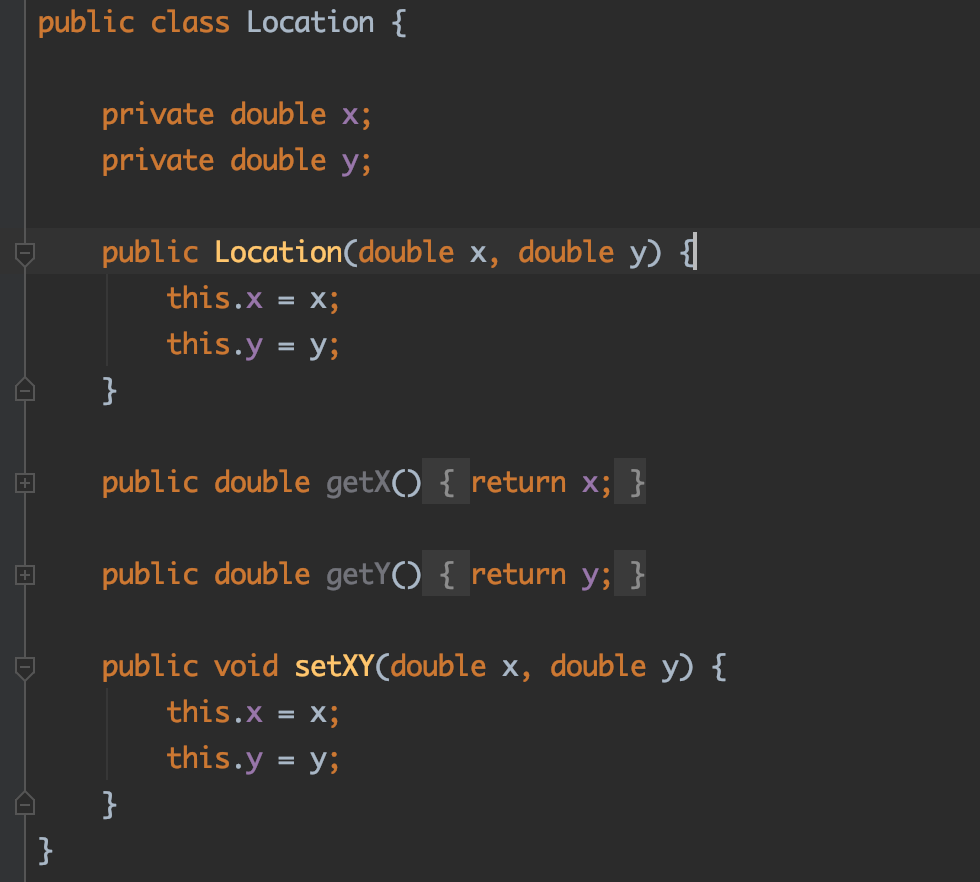 public class Location {
    private double x;
    private double y;
    public Location(double x, double y) {
        this.x = x;
        this.y = y;
    }
    public double getX() { return x; }
    public double getY() { return y; }
    public void setXY(double x, double y) {
        this.x = x;
        this.y = y;
    }
}